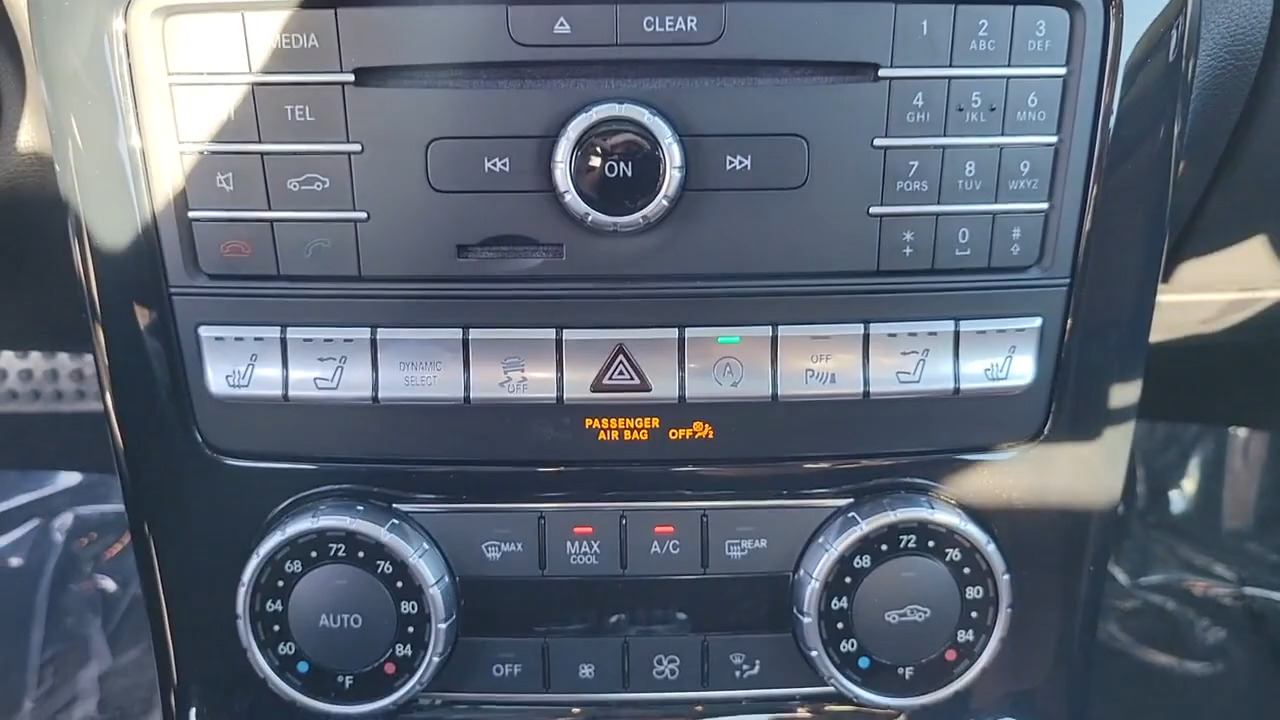 CLEAR
MEDIA
1
2
ABC
3
DEF
TEL
4
GHI
5
JKL
6
MNO
ON
7
PQRS
8
TUV
9
WXYZ
*
+
0
#
DYNAMIC
SELECT
OFF
A
OFF
P
PASSENGER
AIR BAG OFF
2
MAX
MAX
COOL
A/C
REAR
60 64 68 72 76 80 84
AUTO
°F
60 64 68 72 76 80 84
°F
OFF